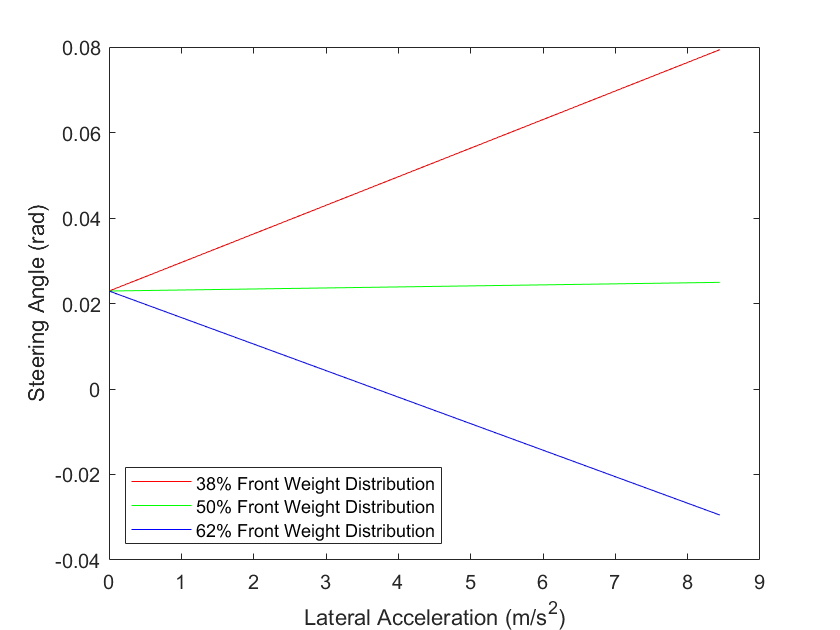 0.08
0.06
0.04
0.02
0
-0.02
-0.04
Steering Angle (rad)
38% Front Weight Distribution
50% Front Weight Distribution
62% Front Weight Distribution
0 1 2 3 4 5 6 7 8 9
Lateral Acceleration (m/s²)